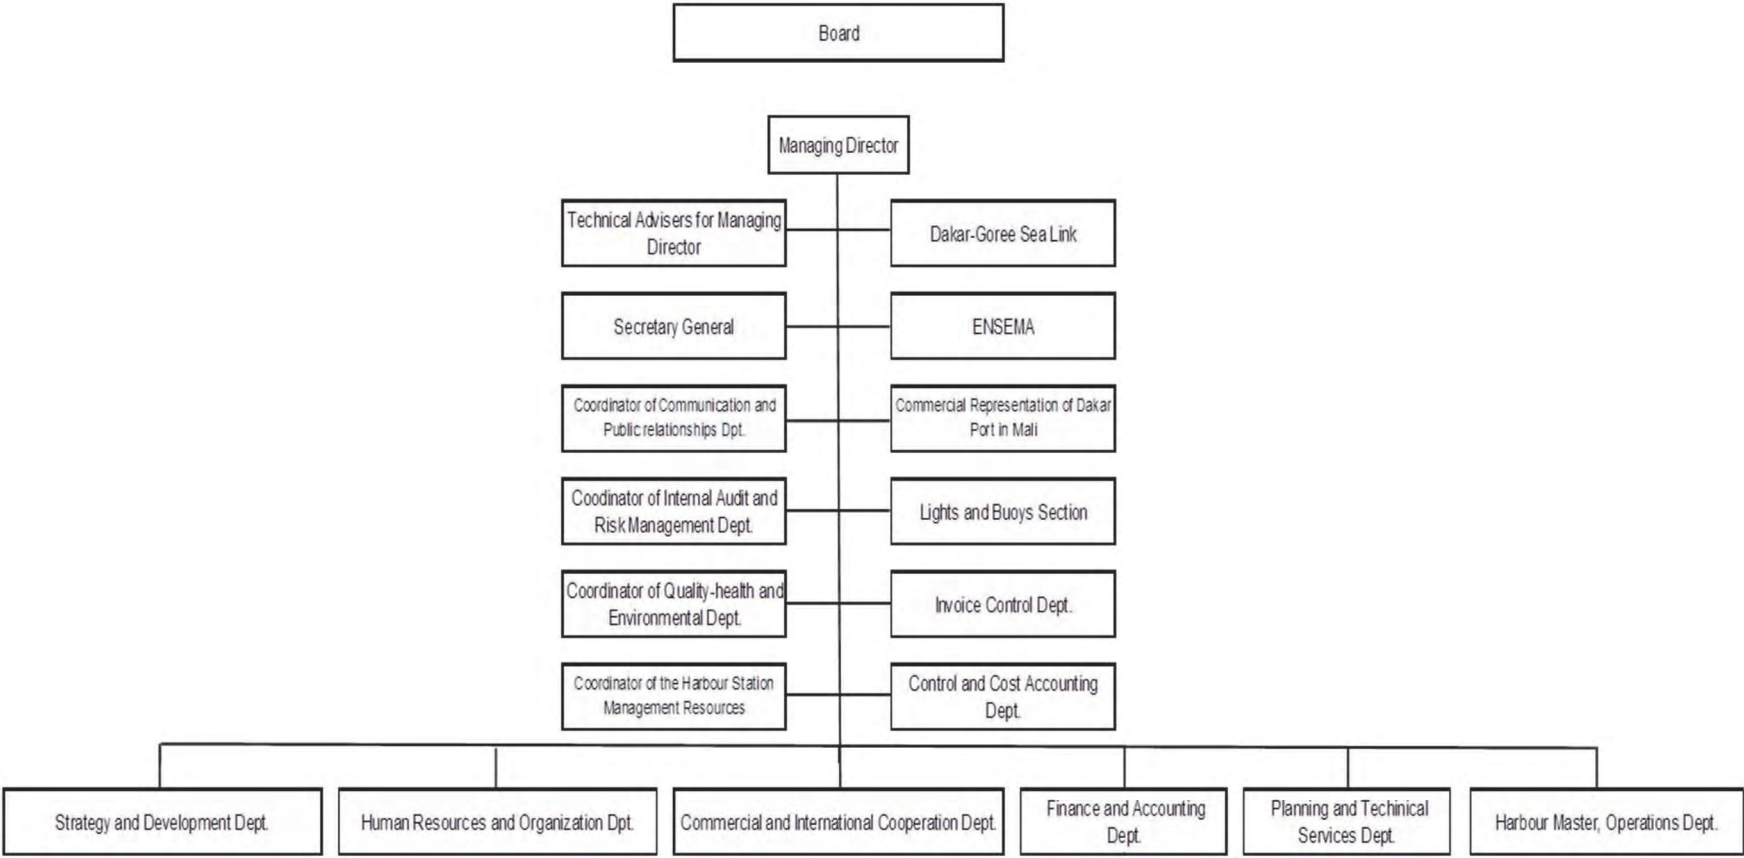 Board
Managing Director
Technical Advisers for Managing
Director
Dakar-Goree Sea Link
Secretary General
ENSEMA
Coordinator of Communication and
Public relationships Dpt.
Commercial Representation of Dakar
Port in Mali
Coodinator of Internal Audit and
Risk Management Dept.
Lights and Buoys Section
Coordinator of Quality-health and
Environmental Dept.
Invoice Control Dept.
Coordinator of the Harbour Station
Management Resources
Control and Cost Accounting
Dept.
Strategy and Development Dept.
Human Resources and Organization Dpt.
Commercial and International Cooperation Dept.
Finance and Accounting
Dept.
Planning and Techinical
Services Dept.
Harbour Master, Operations Dept.